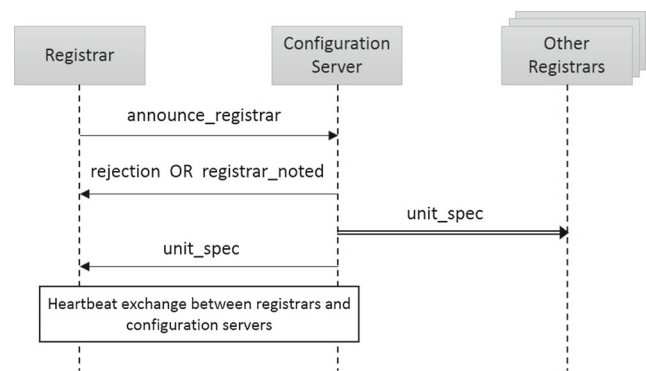 Registrar
Configuration
Server
Other
Registrars
announce_registrar
rejection OR registrar_noted
unit_spec
unit_spec
Heartbeat exchange between registrars and
configuration servers